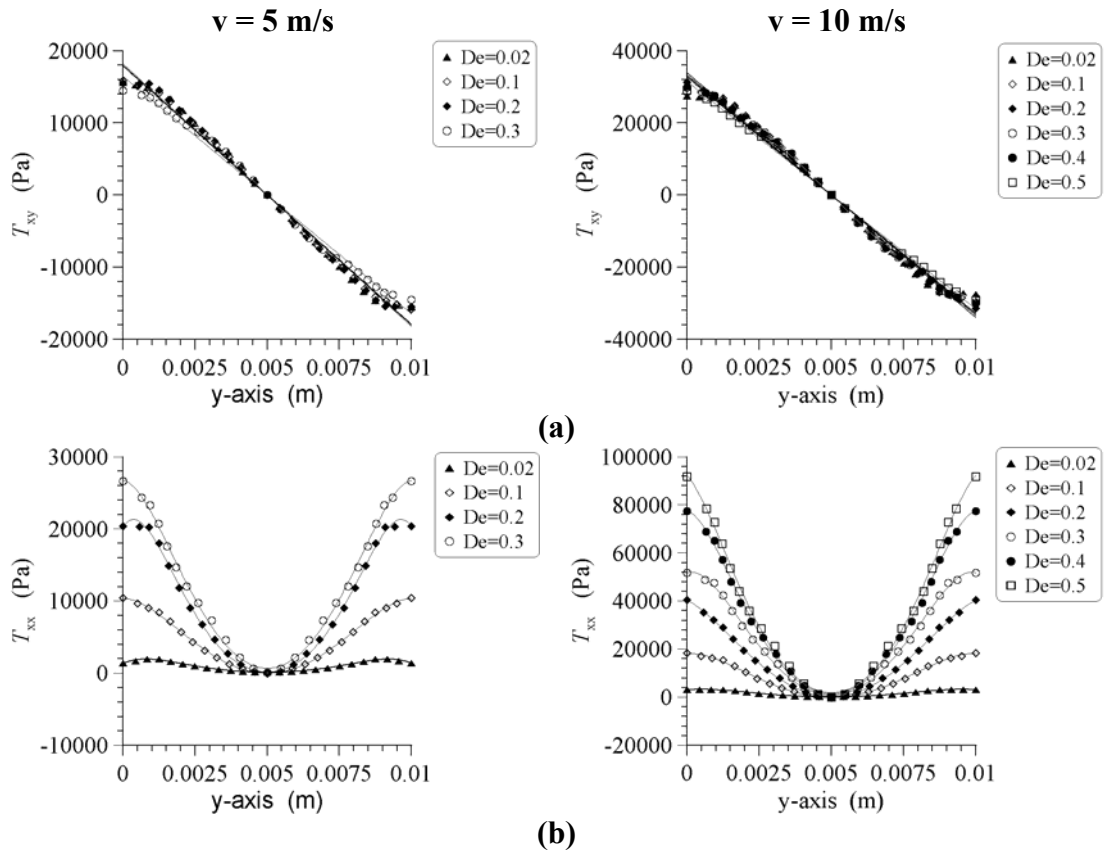 v = 5 m/s
20000
10000
0
-10000
-20000
T_xy (Pa)
0 0.0025 0.005 0.0075 0.01
y-axis (m)
De=0.02
De=0.1
De=0.2
De=0.3
v = 10 m/s
40000
20000
0
-20000
-40000
T_xy (Pa)
0 0.0025 0.005 0.0075 0.01
y-axis (m)
De=0.02
De=0.1
De=0.2
De=0.3
De=0.4
De=0.5
(a)
30000
20000
10000
0
-10000
T_xx (Pa)
0 0.0025 0.005 0.0075 0.01
y-axis (m)
De=0.02
De=0.1
De=0.2
De=0.3
100000
80000
60000
40000
20000
0
-20000
T_xx (Pa)
0 0.0025 0.005 0.0075 0.01
y-axis (m)
De=0.02
De=0.1
De=0.2
De=0.3
De=0.4
De=0.5
(b)